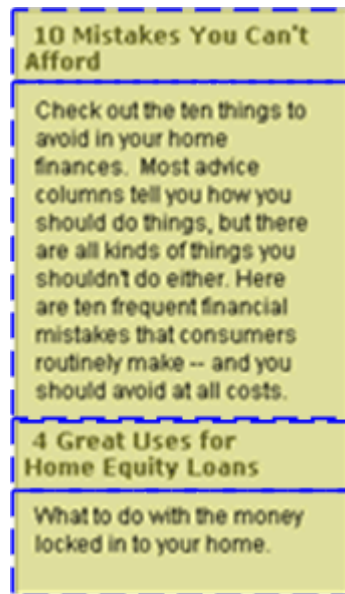 10 Mistakes You Can't
Afford
Check out the ten things to
avoid in your home
finances. Most advice
columns tell you how you
should do things, but there
are all kinds of things you
shouldn't do either. Here
are ten frequent financial
mistakes that consumers
routinely make -- and you
should avoid at all costs.
4 Great Uses for
Home Equity Loans
What to do with the money
locked in to your home.